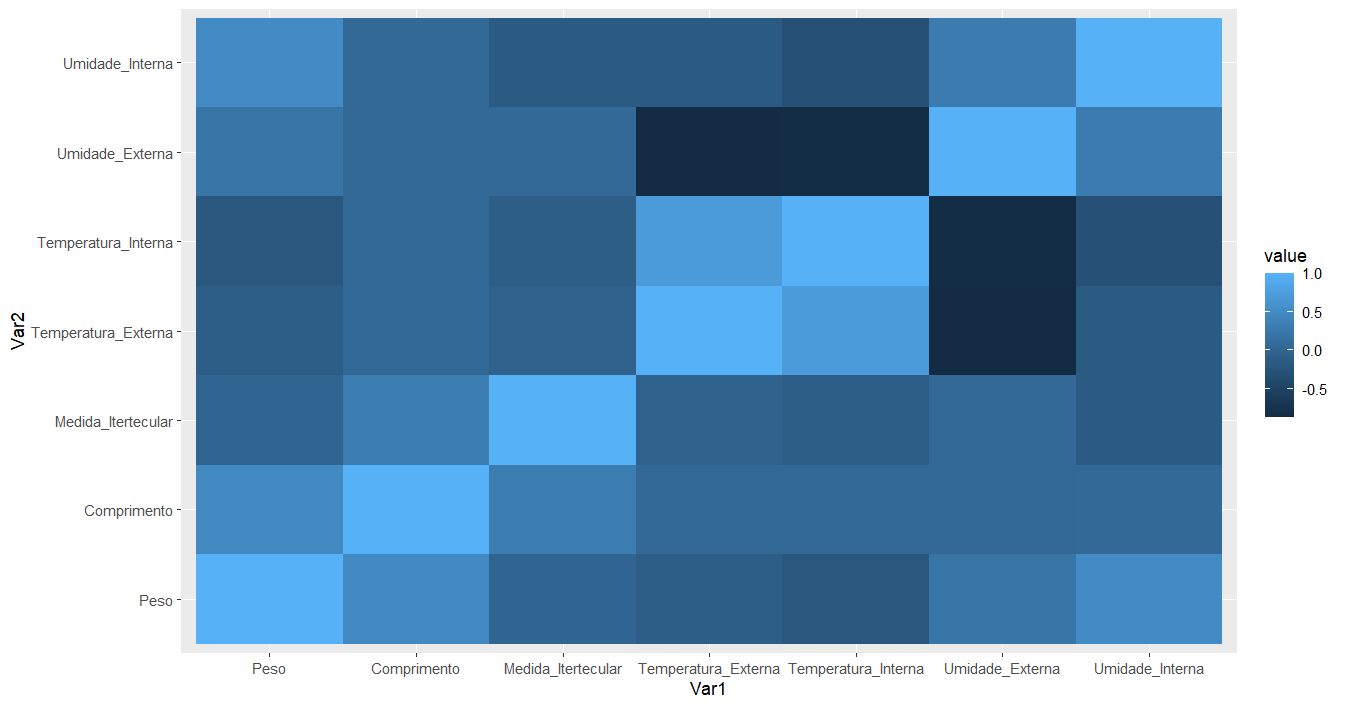 Umidade_Interna
Umidade_Externa
Temperatura_Interna
Temperatura_Externa
Medida_Itertecular
Comprimento
Peso
Var2
Peso Comprimento Medida_Itertecular Temperatura_Externa Temperatura_Interna Umidade_Externa Umidade_Interna
Var1
value
1.0
0.5
0.0
-0.5